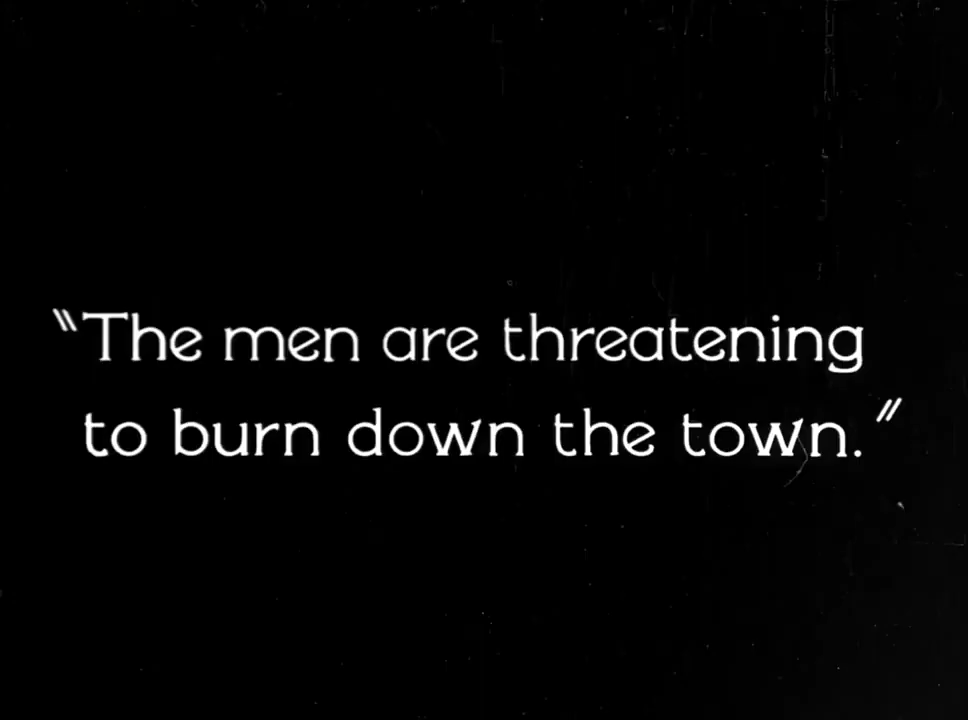 "The men are threatening
to burn down the town."